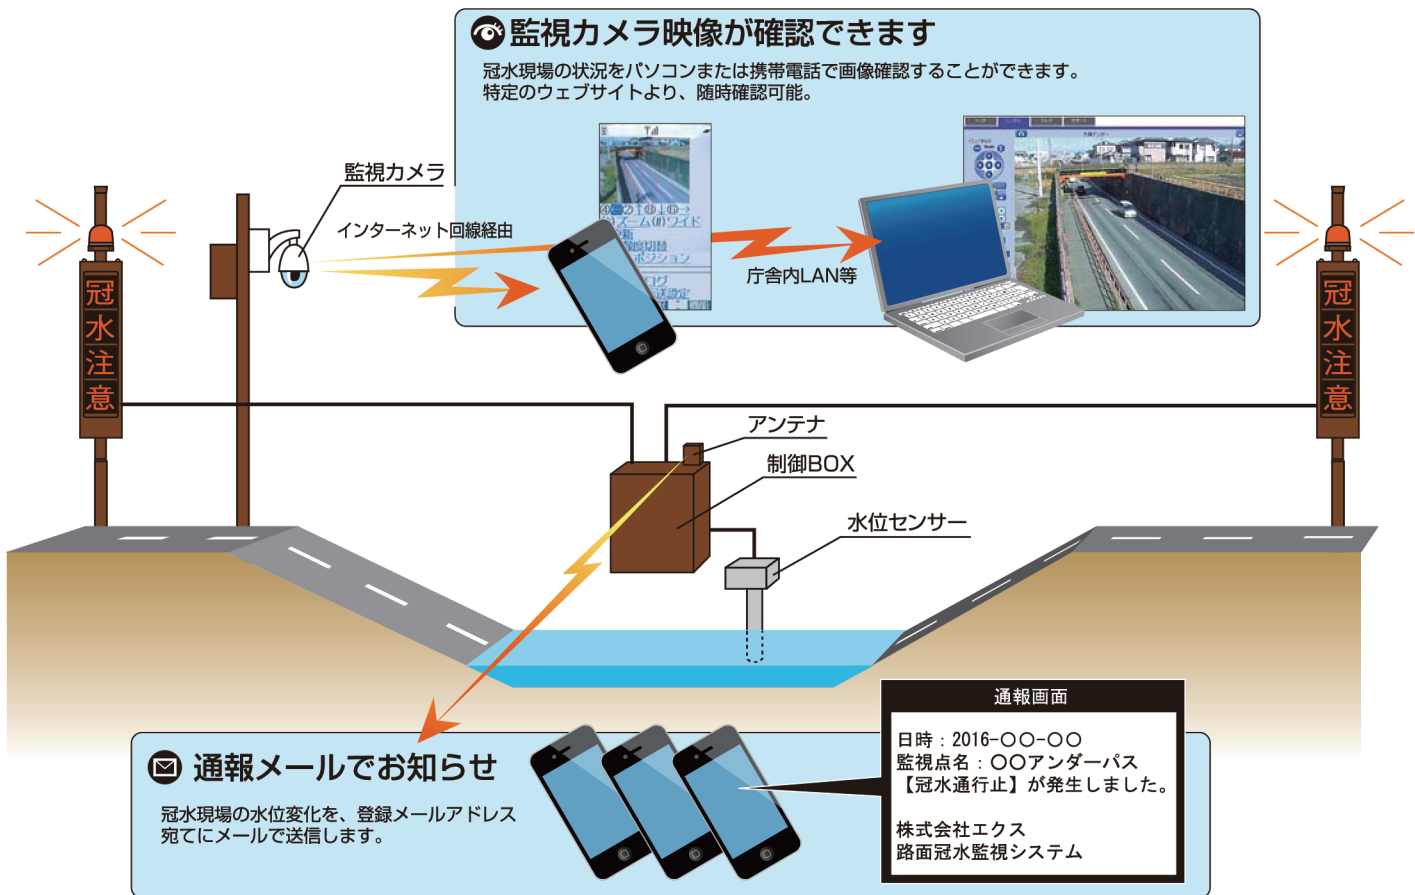 監視カメラ映像が確認できます
冠水現場の状況をパソコンまたは携帯電話で画像確認することができます。
特定のウェブサイトより、随時確認可能。
監視カメラ
インターネット回線経由
庁舎内LAN等
ズーム(#)ワイド
冠水注意
冠水注意
アンテナ
制御BOX
水位センサー
通報メールでお知らせ
冠水現場の水位変化を、登録メールアドレス
宛てにメールで送信します。
通報画面
日時：2016-〇〇-〇〇
監視点名：〇〇アンダーパス
【冠水通行止】が発生しました。
株式会社エクス
路面冠水監視システム